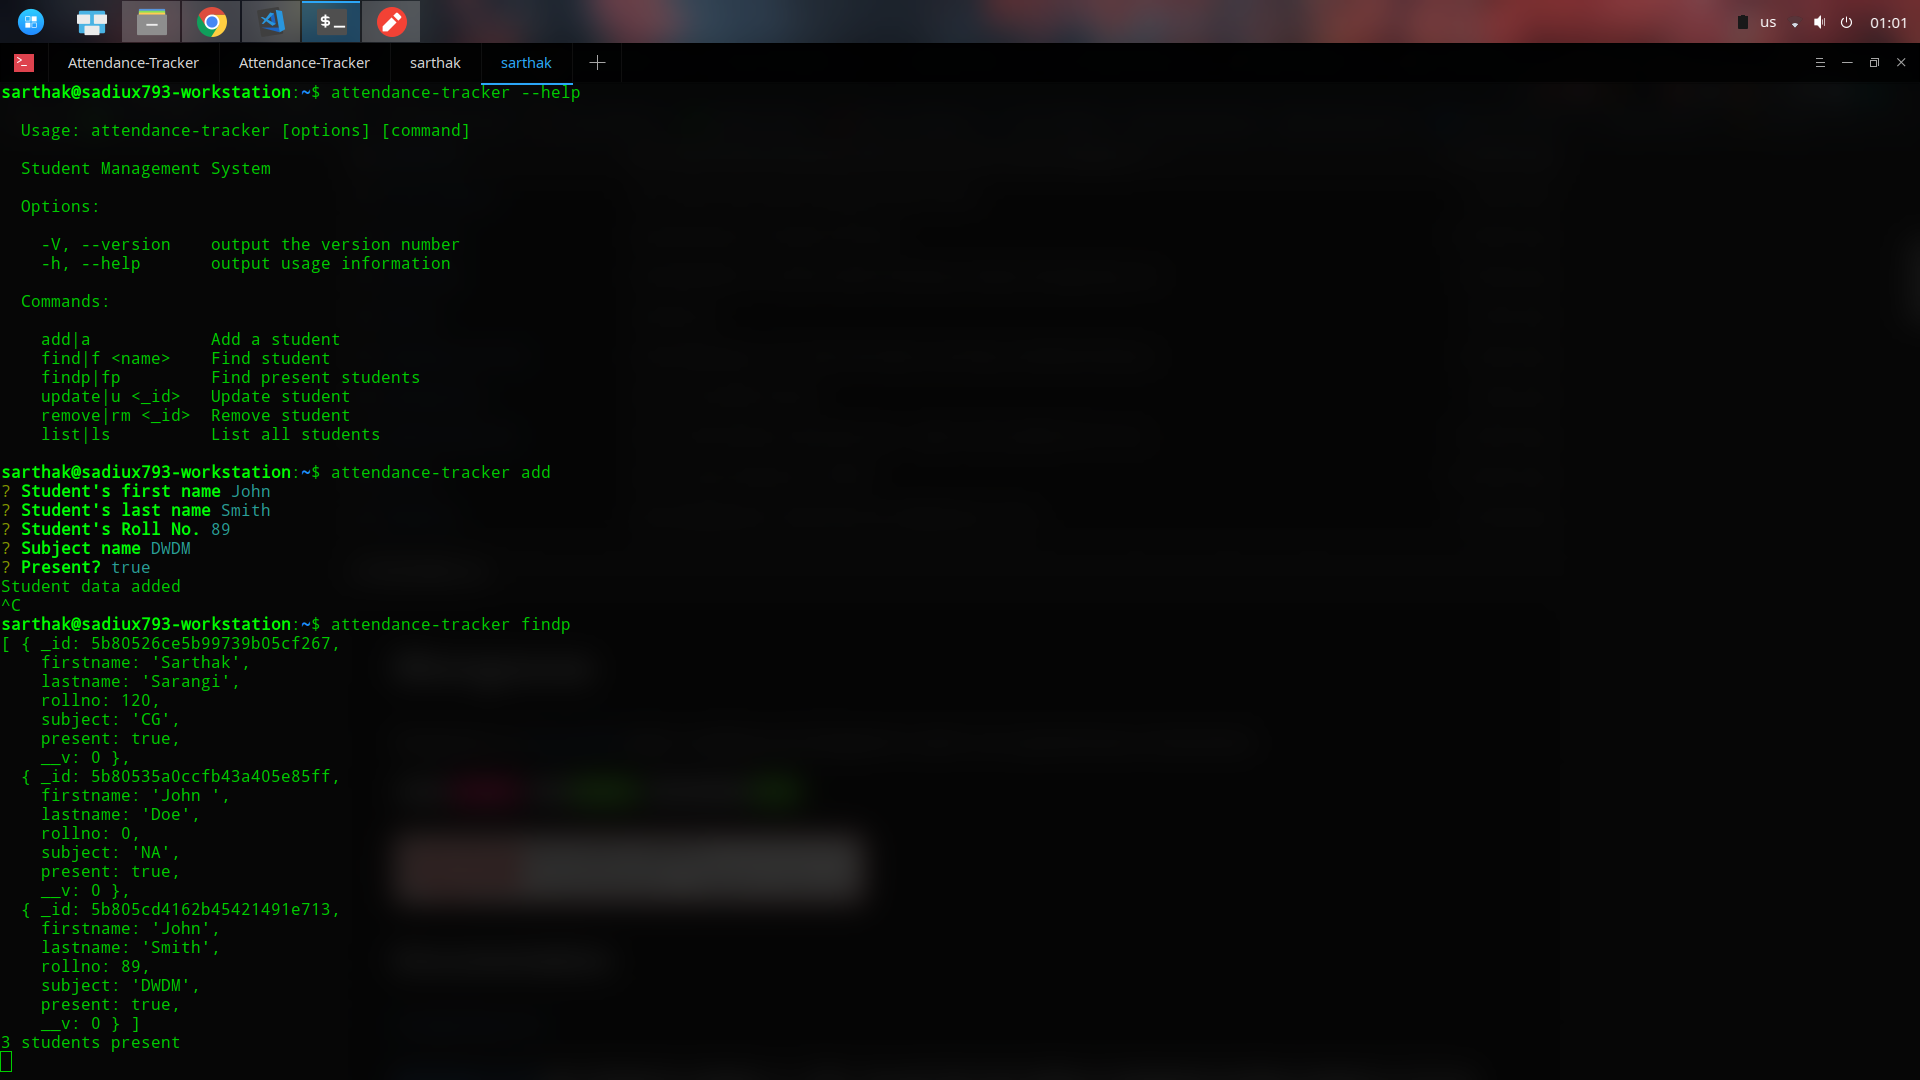 us 01:01
Attendance-Tracker Attendance-Tracker sarthak sarthak
sarthak@sadiux793-workstation:~$ attendance-tracker --help
Usage: attendance-tracker [options] [command]
Student Management System
Options:
-V, --version output the version number
-h, --help output usage information
Commands:
add|a Add a student
find|f <name> Find student
findp|fp Find present students
update|u <_id> Update student
remove|rm <_id> Remove student
list|ls List all students
sarthak@sadiux793-workstation:~$ attendance-tracker add
? Student's first name John
? Student's last name Smith
? Student's Roll No. 89
? Subject name DWDM
? Present? true
Student data added
^C
sarthak@sadiux793-workstation:~$ attendance-tracker findp
[ { _id: 5b80526ce5b99739b05cf267,
firstname: 'Sarthak',
lastname: 'Sarangi',
rollno: 120,
subject: 'CG',
present: true,
__v: 0 },
{ _id: 5b80535a0ccfb43a405e85ff,
firstname: 'John ',
lastname: 'Doe',
rollno: 0,
subject: 'NA',
present: true,
__v: 0 },
{ _id: 5b805cd4162b45421491e713,
firstname: 'John',
lastname: 'Smith',
rollno: 89,
subject: 'DWDM',
present: true,
__v: 0 } ]
3 students present